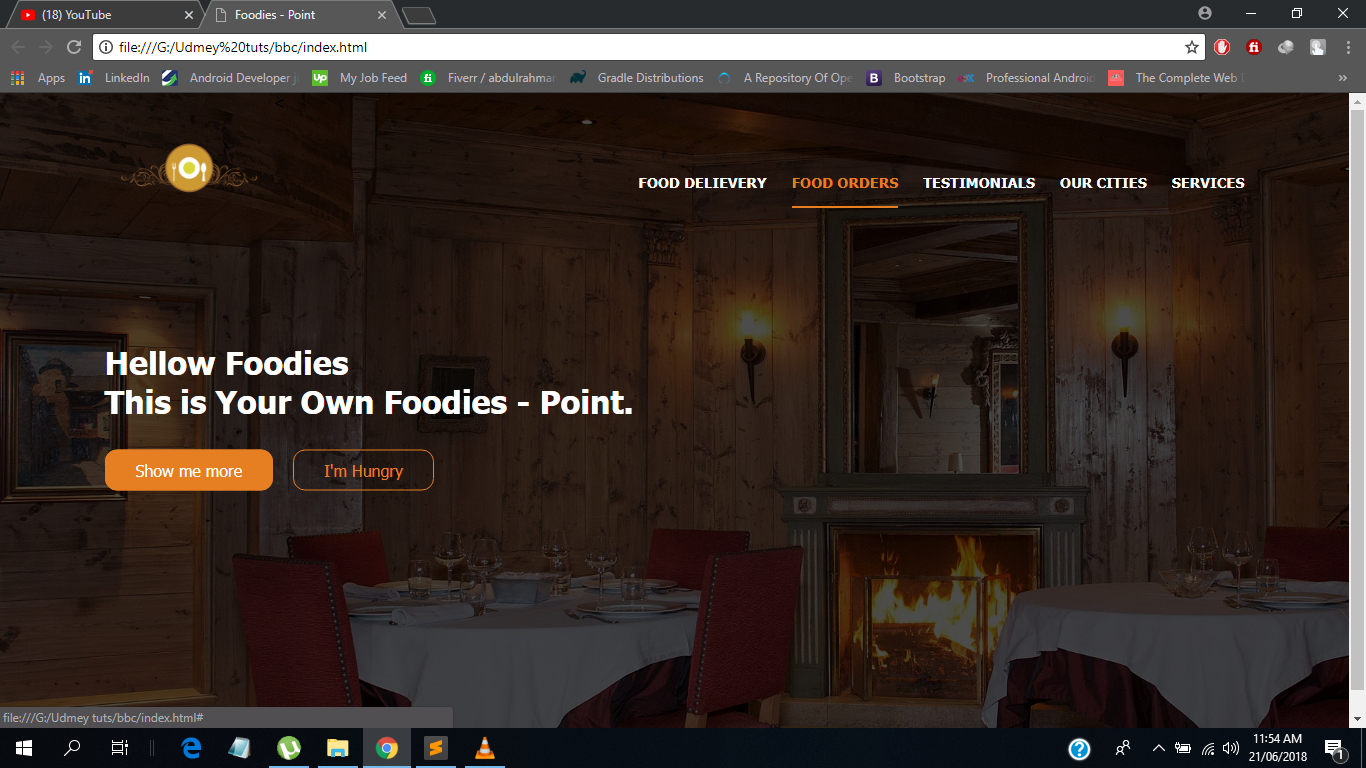 (18) YouTube
Foodies - Point
file:///G:/Udmey%20tuts/bbc/index.html
Apps LinkedIn Android Developer My Job Feed Fiverr / abdulrahman Gradle Distributions A Repository Of Ope Bootstrap Professional Android The Complete Web
FOOD DELIEVERY FOOD ORDERS TESTIMONIALS OUR CITIES SERVICES
Hellow Foodies
This is Your Own Foodies - Point.
Show me more I'm Hungry
file:///G:/Udmey tuts/bbc/index.html#
11:54 AM
21/06/2018
1